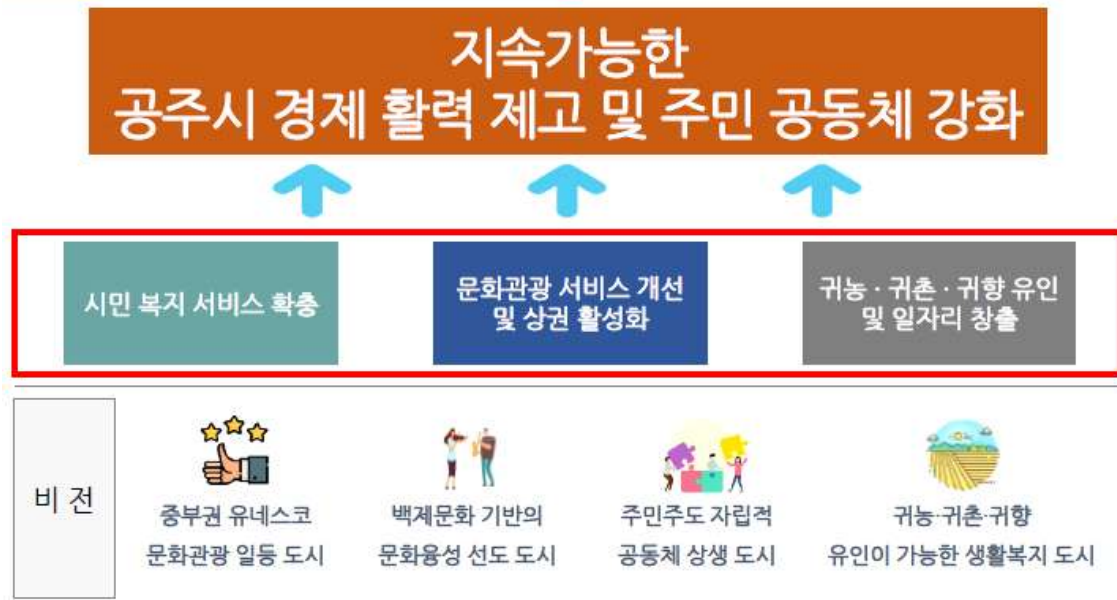 지속가능한
공주시 경제 활력 제고 및 주민 공동체 강화
시민 복지 서비스 확충
문화관광 서비스 개선
및 상권 활성화
귀농 · 귀촌 · 귀향 유인
및 일자리 창출
비 전
중부권 유네스코
문화관광 일등 도시
백제문화 기반의
문화융성 선도 도시
주민주도 자립적
공동체 상생 도시
귀농·귀촌·귀향
유인이 가능한 생활복지 도시